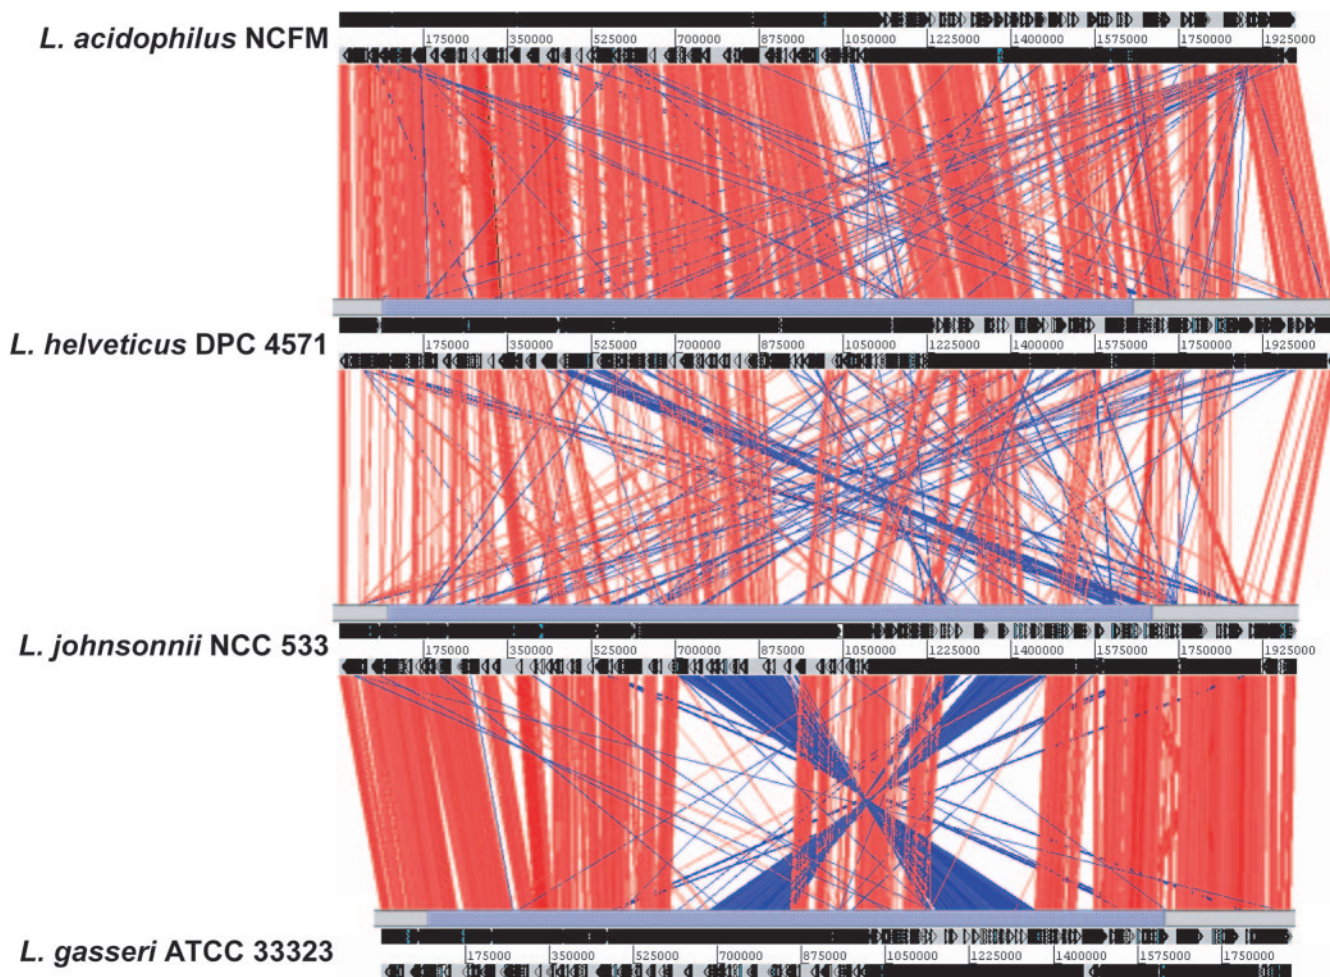 L. acidophilus NCFM
175000 350000 525000 700000 875000 1050000 1225000 1400000 1575000 1750000 1925000
L. helveticus DPC 4571
175000 350000 525000 700000 875000 1050000 1225000 1400000 1575000 1750000 1925000
L. johnsonnii NCC 533
175000 350000 525000 700000 875000 1050000 1225000 1400000 1575000 1750000 1925000
L. gasseri ATCC 33323
175000 350000 525000 700000 875000 1050000 1225000 1400000 1575000 1750000